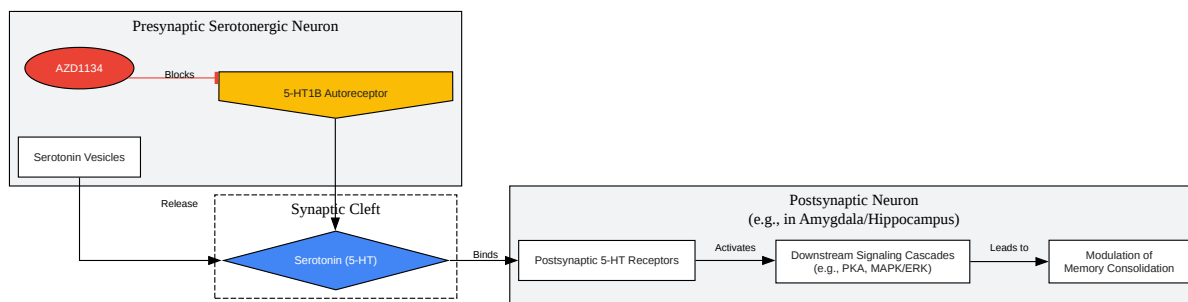 Presynaptic Serotonergic Neuron
AZD1134
Blocks
5-HT1B Autoreceptor
Serotonin Vesicles
Release
Synaptic Cleft
Serotonin (5-HT)
Binds
Postsynaptic Neuron
(e.g., in Amygdala/Hippocampus)
Postsynaptic 5-HT Receptors
Activates
Downstream Signaling Cascades
(e.g., PKA, MAPK/ERK)
Leads to
Modulation of
Memory Consolidation